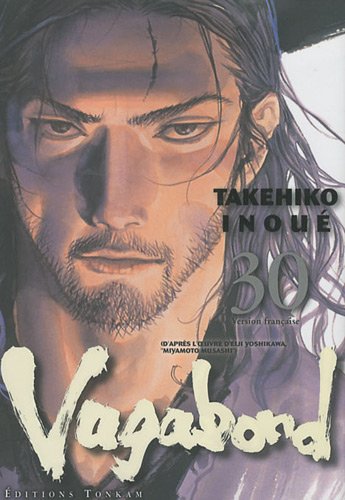 TAKEHIKO
INOUÉ
30
Version française
(D'APRÈS L'ŒUVRE D'EIJI YOSHIKAWA,
"MIYAMOTO MUSASHI")
Vagabond
ÉDITIONS TONKAM